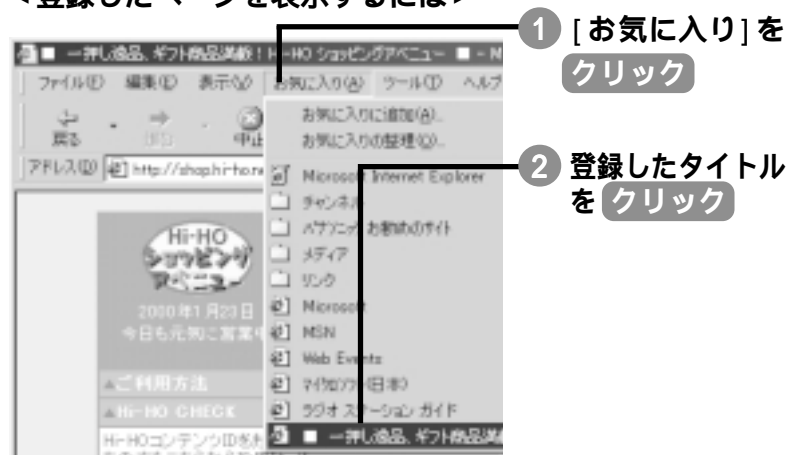 <登録したページを表示するには>
1 [お気に入り]を
クリック
2 登録したタイトル
を クリック
■ 一押し逸品、ギフト商品満載!Hi-HO ショッピングアベニュー ■ - M
ファイル(F) 編集(E) 表示(V) お気に入り(A) ツール(T) ヘルプ
戻る 中止
アドレス(D) http://shop.hi-ho.ne
お気に入りに追加(A)...
お気に入りの整理(O)...
Microsoft Internet Explorer
チャンネル
パナソニック お勧めのサイト
メディア
リンク
Microsoft
MSN
Web Events
マイクロソフト(日本)
ラジオ ステーション ガイド
■ 一押し逸品、ギフト商品満
Hi-HO
ショッピング
アベニュー
2000年1月23日
今日も元気に営業中
▲ご利用方法
▲Hi-HO CHECK
Hi-HOコンテンツIDをお